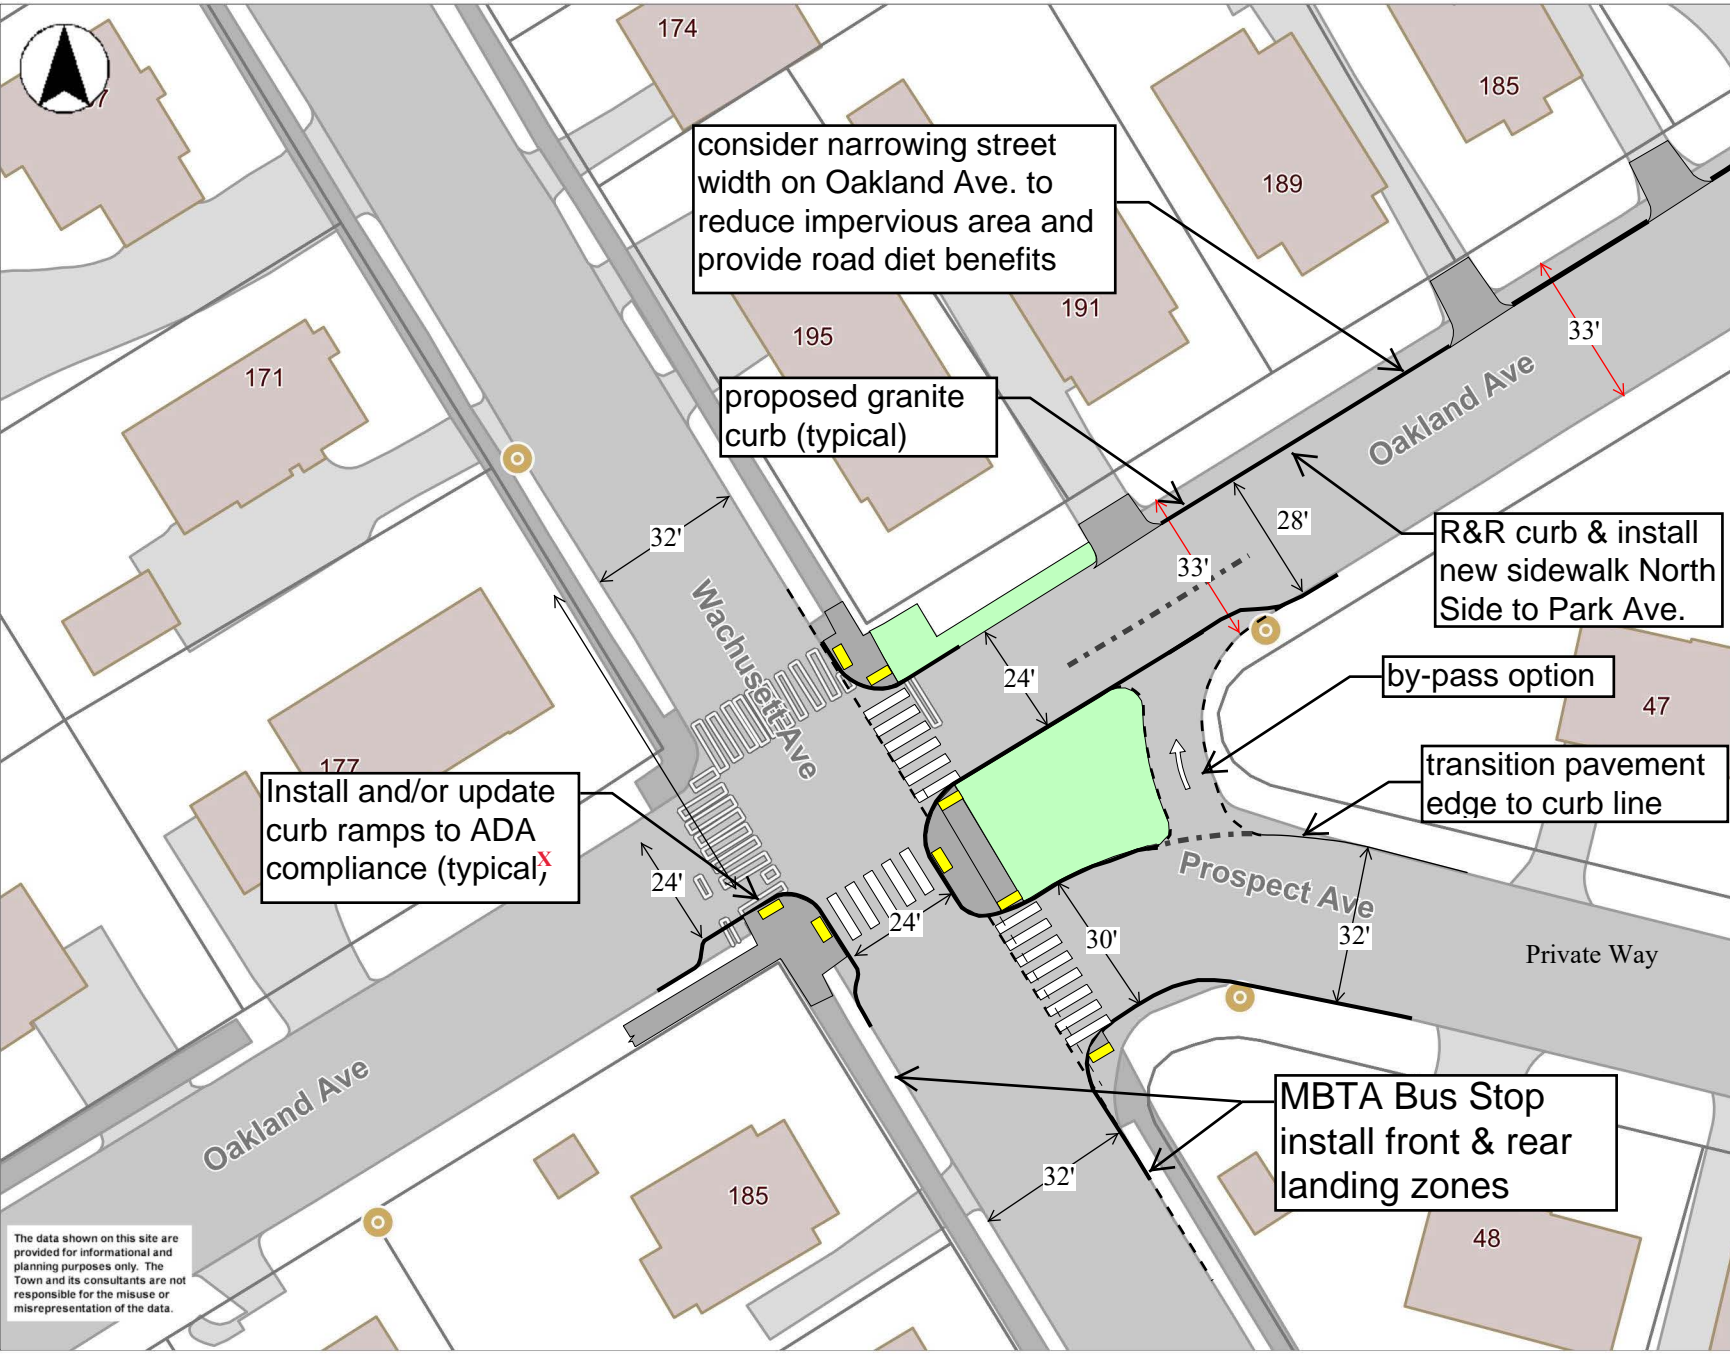 174
185
consider narrowing street
width on Oakland Ave. to
reduce impervious area and
provide road diet benefits
189
191
195
33'
171
proposed granite
curb (typical)
Oakland Ave
28'
32'
33'
R&R curb & install
new sidewalk North
Side to Park Ave.
Wachusett Ave
24'
by-pass option
47
177
transition pavement
edge to curb line
Install and/or update
curb ramps to ADA
compliance (typical,
X
24'
Prospect Ave
24'
30'
32'
Private Way
Oakland Ave
MBTA Bus Stop
install front & rear
landing zones
32'
185
48
The data shown on this site are
provided for informational and
planning purposes only. The
Town and its consultants are not
responsible for the misuse or
misrepresentation of the data.